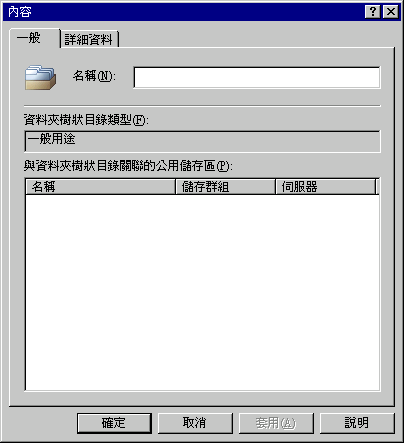 內容
一般 詳細資料
名稱(N):
資料夾樹狀目錄類型(F):
一般用途
與資料夾樹狀目錄關聯的公用儲存區(P):
名稱 儲存群組 伺服器
確定 取消 套用(A) 說明